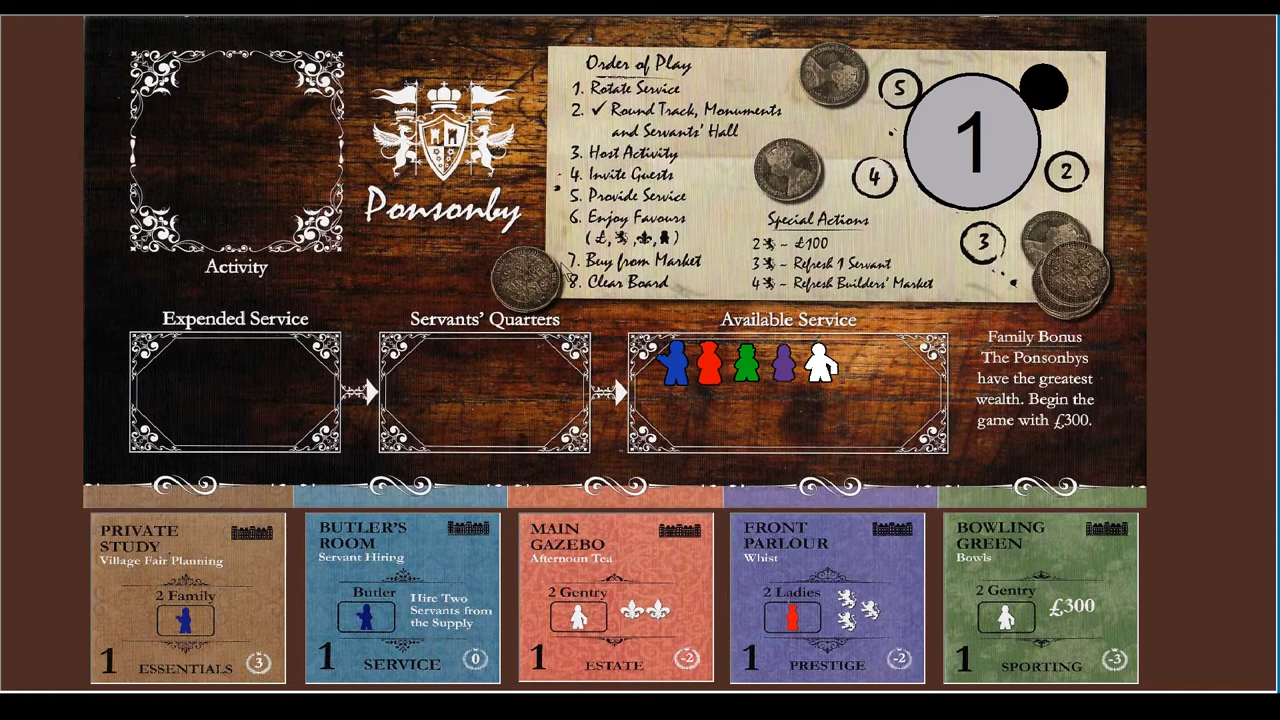 Order of Play
1. Rotate Service
2. ✓ Round Track, Monuments
and Servants' Hall
3. Host Activity
4. Invite Guests
5. Provide Service
6. Enjoy Favours
( £, , , )
7. Buy from Market
8. Clear Board
Special Actions
2 ~ £100
3 ~ Refresh 1 Servant
4 ~ Refresh Builders' Market
5
1
2
4
3
Ponsonby
Activity
Expended Service
Servants' Quarters
Available Service
Family Bonus
The Ponsonbys
have the greatest
wealth. Begin the
game with £300.
PRIVATE
STUDY
Village Fair Planning
2 Family
1 ESSENTIALS 3
BUTLER'S
ROOM
Servant Hiring
Butler
Hire Two
Servants from
the Supply
1 SERVICE 0
MAIN
GAZEBO
Afternoon Tea
2 Gentry
1 ESTATE -2
FRONT
PARLOUR
Whist
2 Ladies
1 PRESTIGE -2
BOWLING
GREEN
Bowls
2 Gentry
£300
1 SPORTING -3